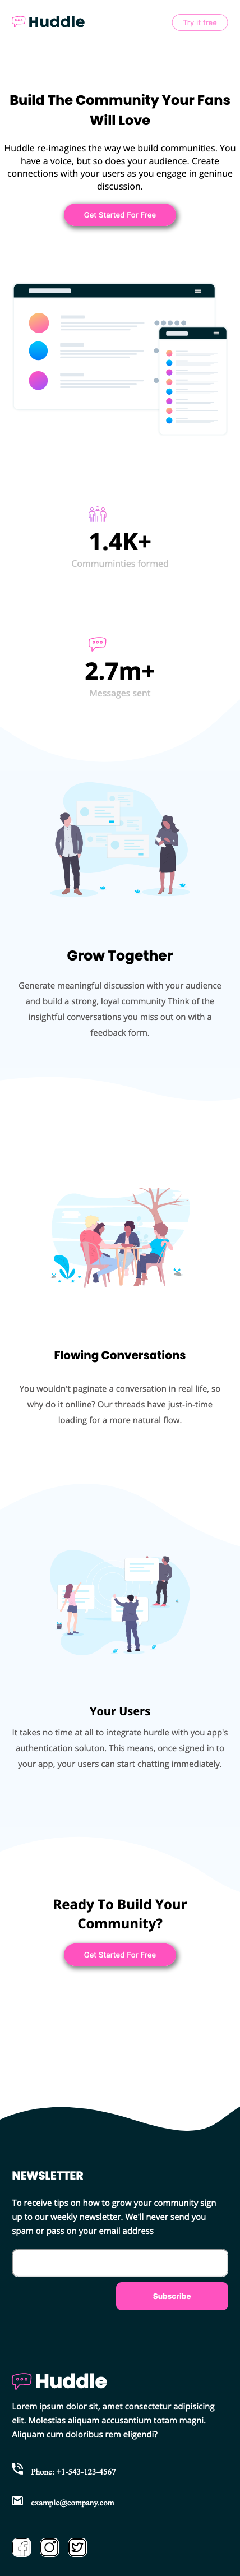 Huddle
Try it free
Build The Community Your Fans
Will Love
Huddle re-imagines the way we build communities. You
have a voice, but so does your audience. Create
connections with your users as you engage in geninue
discussion.
Get Started For Free
1.4K+
Communinties formed
2.7m+
Messages sent
Grow Together
Generate meaningful discussion with your audience
and build a strong, loyal community Think of the
insightful conversations you miss out on with a
feedback form.
Flowing Conversations
You wouldn't paginate a conversation in real life, so
why do it onlline? Our threads have just-in-time
loading for a more natural flow.
Your Users
It takes no time at all to integrate hurdle with you app's
authentication soluton. This means, once signed in to
your app, your users can start chatting immediately.
Ready To Build Your
Community?
Get Started For Free
NEWSLETTER
To receive tips on how to grow your community sign
up to our weekly newsletter. We'll never send you
spam or pass on your email address
Subscribe
Huddle
Lorem ipsum dolor sit, amet consectetur adipisicing
elit. Molestias aliquam accusantium totam magni.
Aliquam cum doloribus rem eligendi?
Phone: +1-543-123-4567
example@company.com